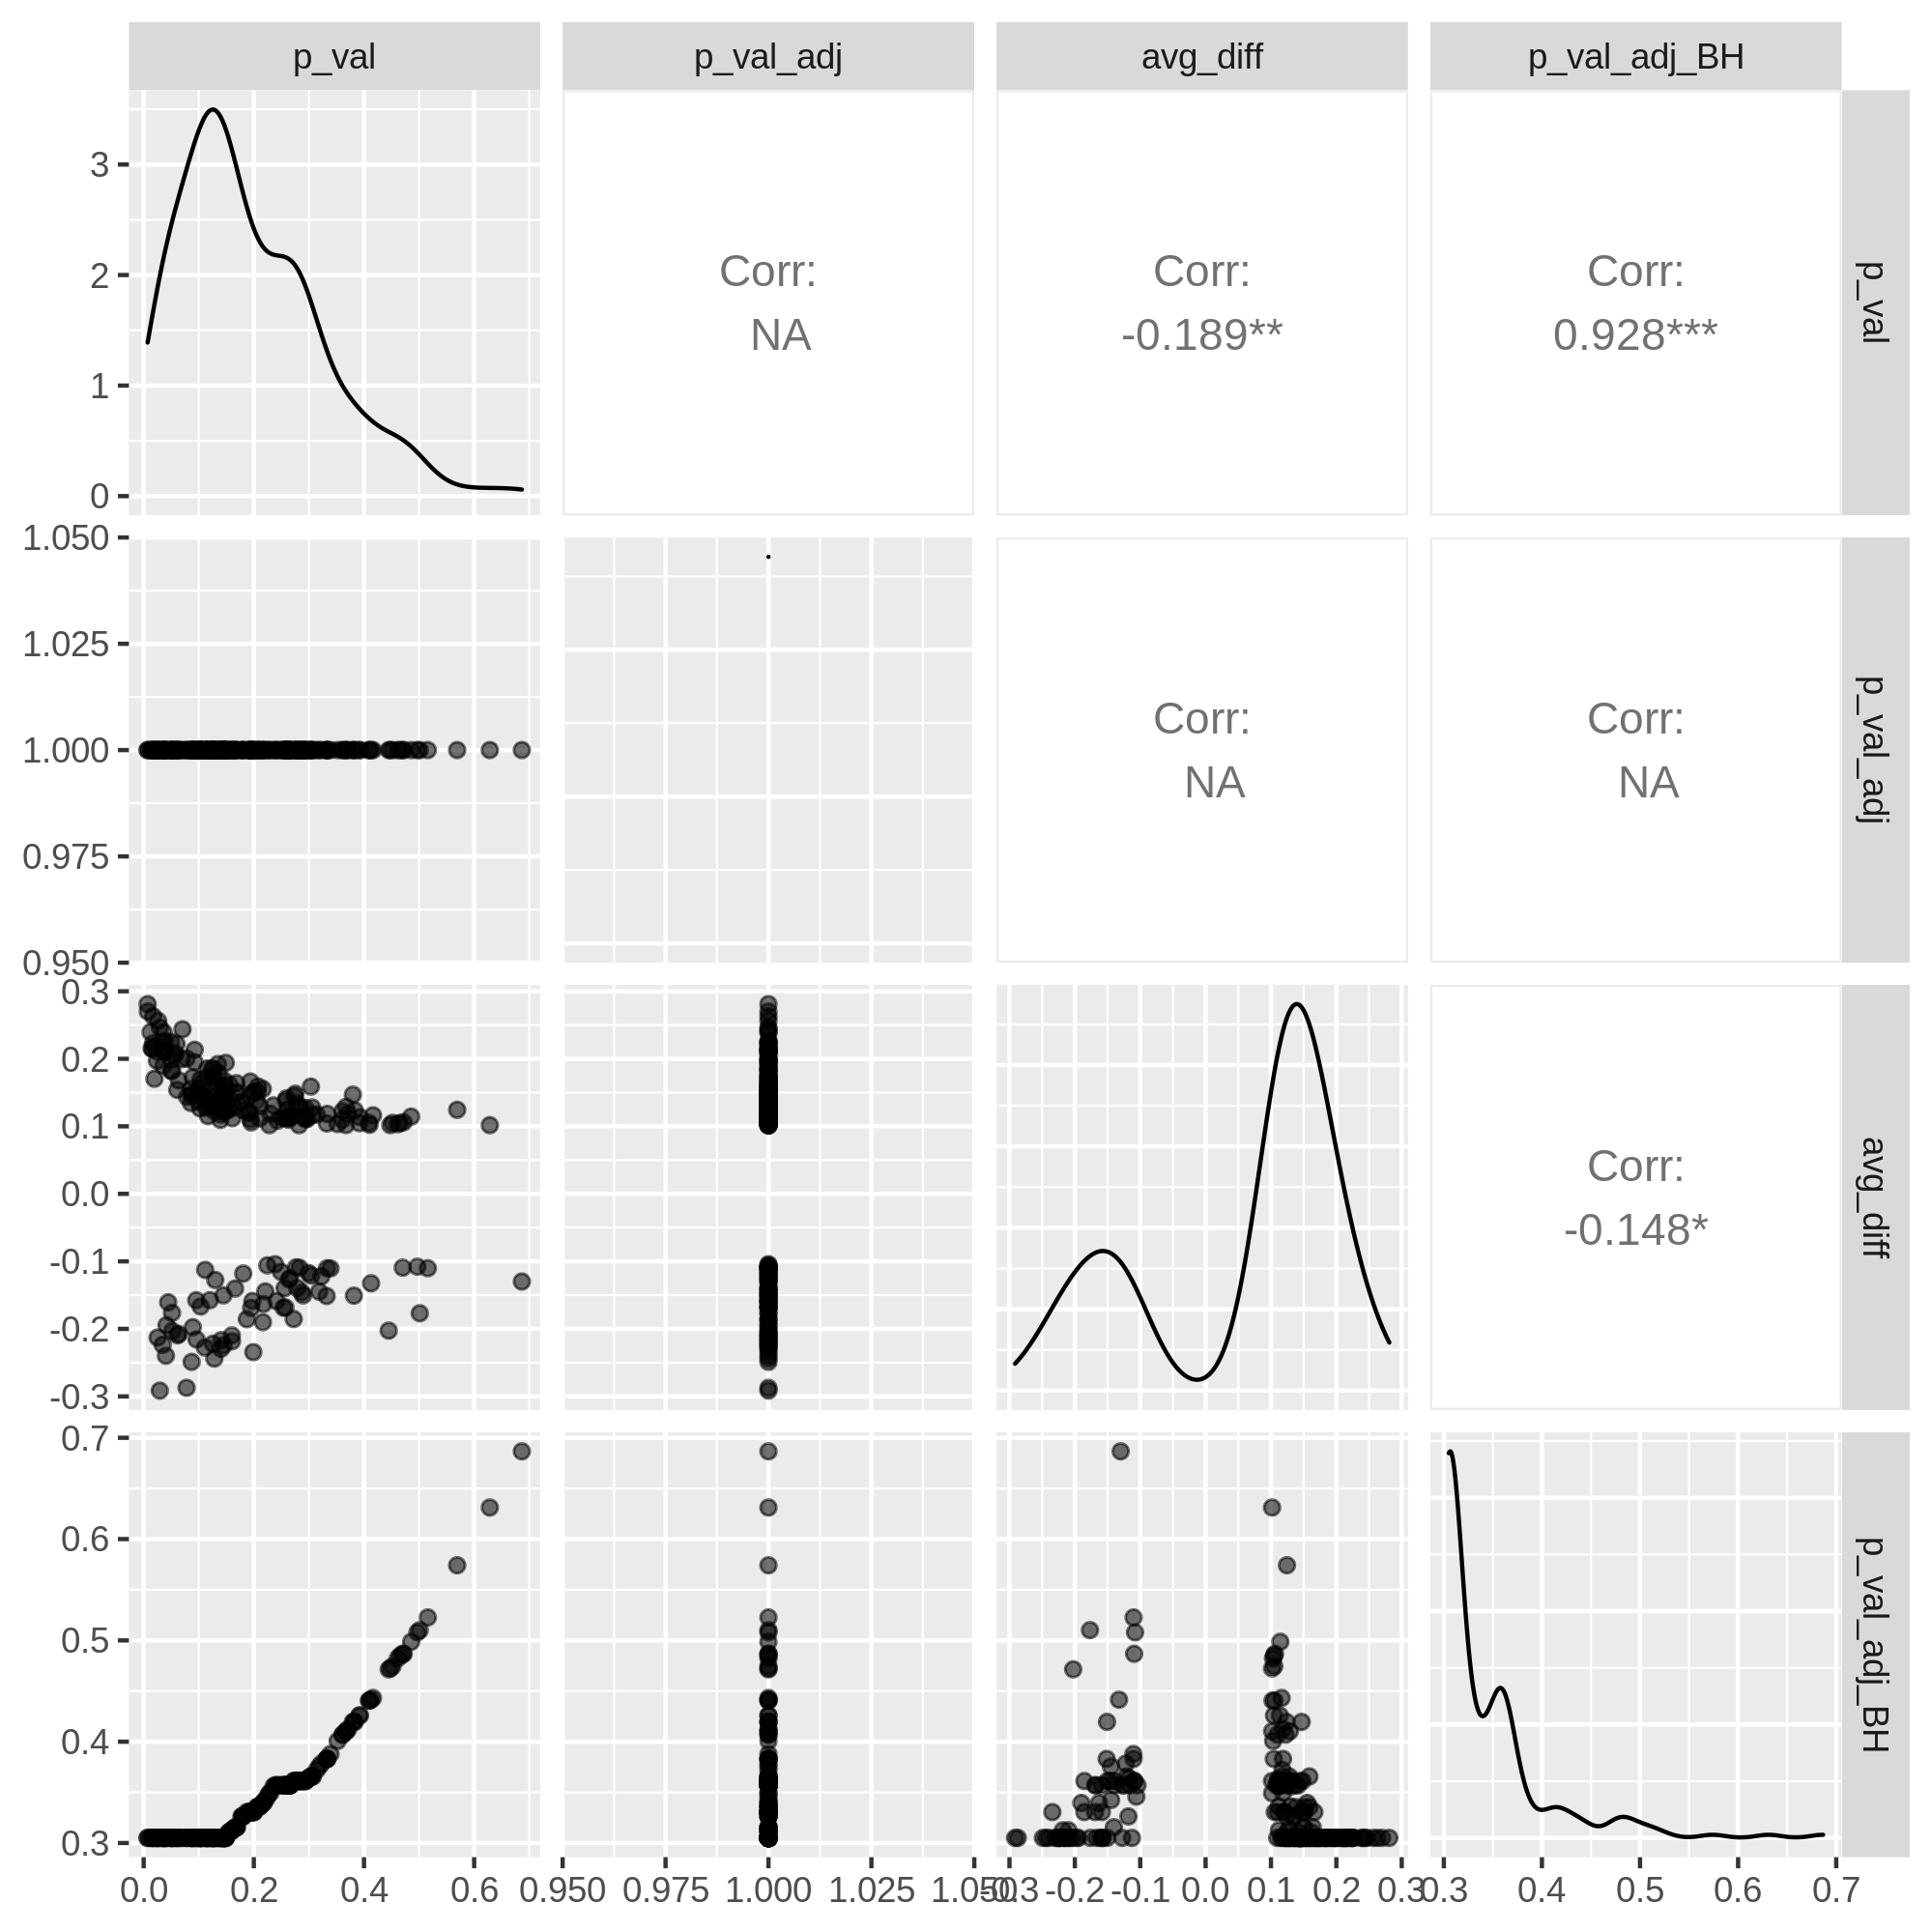 p_val
p_val_adj
avg_diff
p_val_adj_BH
3
2
1
0
Corr:
NA
Corr:
-0.189**
Corr:
0.928***
p_val
1.050
1.025
1.000
0.975
0.950
Corr:
NA
Corr:
NA
p_val_adj
0.3
0.2
0.1
0.0
-0.1
-0.2
-0.3
Corr:
-0.148*
avg_diff
0.7
0.6
0.5
0.4
0.3
p_val_adj_BH
0.0 0.2 0.4 0.6
0.950 0.975 1.000 1.025 1.050
-0.3 -0.2 -0.1 0.0 0.1 0.2 0.3
0.3 0.4 0.5 0.6 0.7